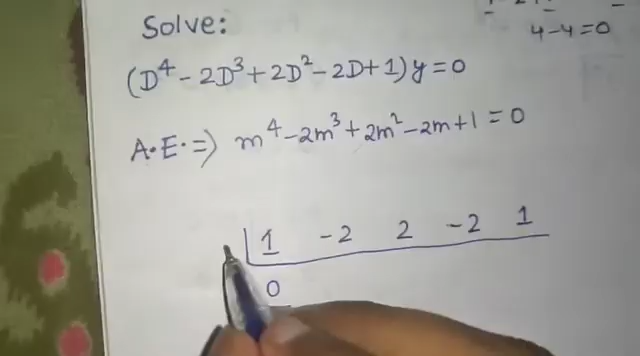 Solve:
4-4=0
(D⁴ - 2D³ + 2D² - 2D + 1) y = 0
A.E. => m⁴ - 2m³ + 2m² - 2m + 1 = 0
1 -2 2 -2 1
0